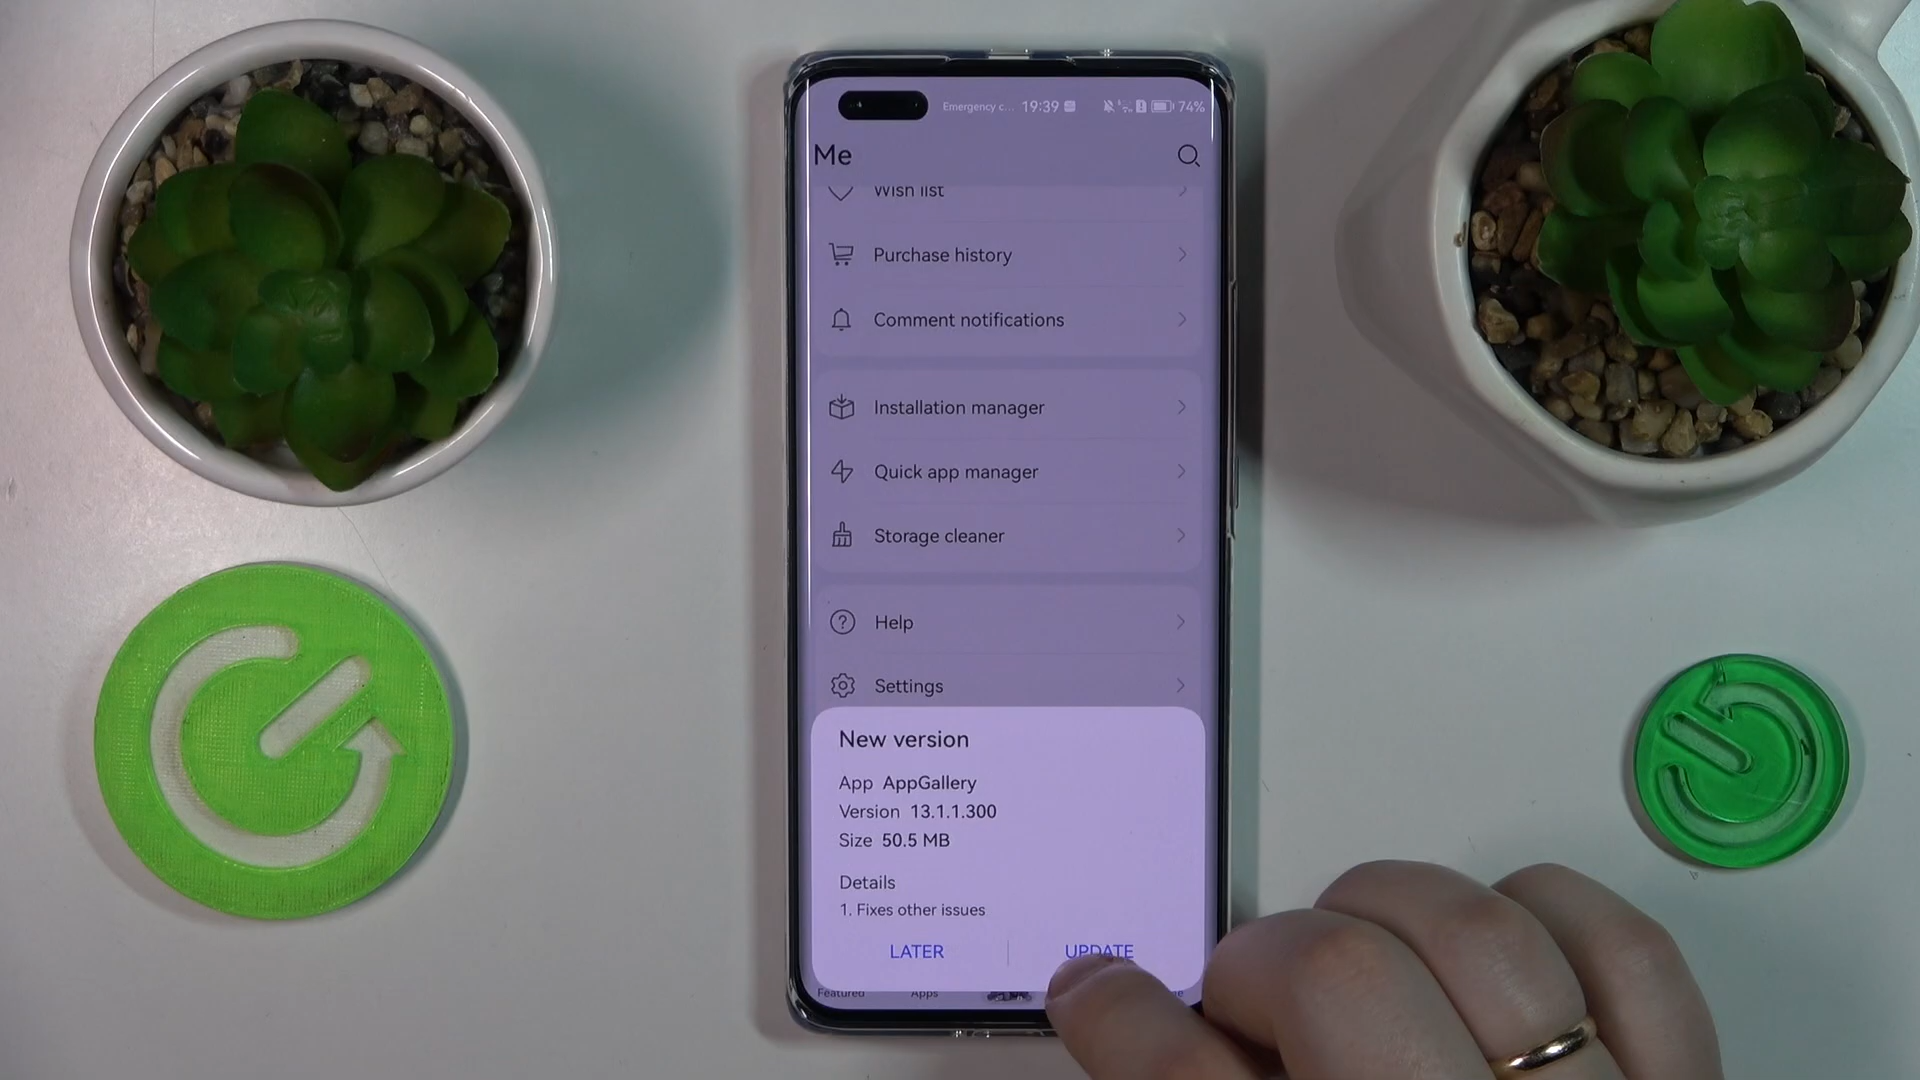 Emergency c... 19:39 74%
Me
Wish list
Purchase history
Comment notifications
Installation manager
Quick app manager
Storage cleaner
Help
Settings
New version
App AppGallery
Version 13.1.1.300
Size 50.5 MB
Details
1. Fixes other issues
LATER UPDATE
Featured Apps